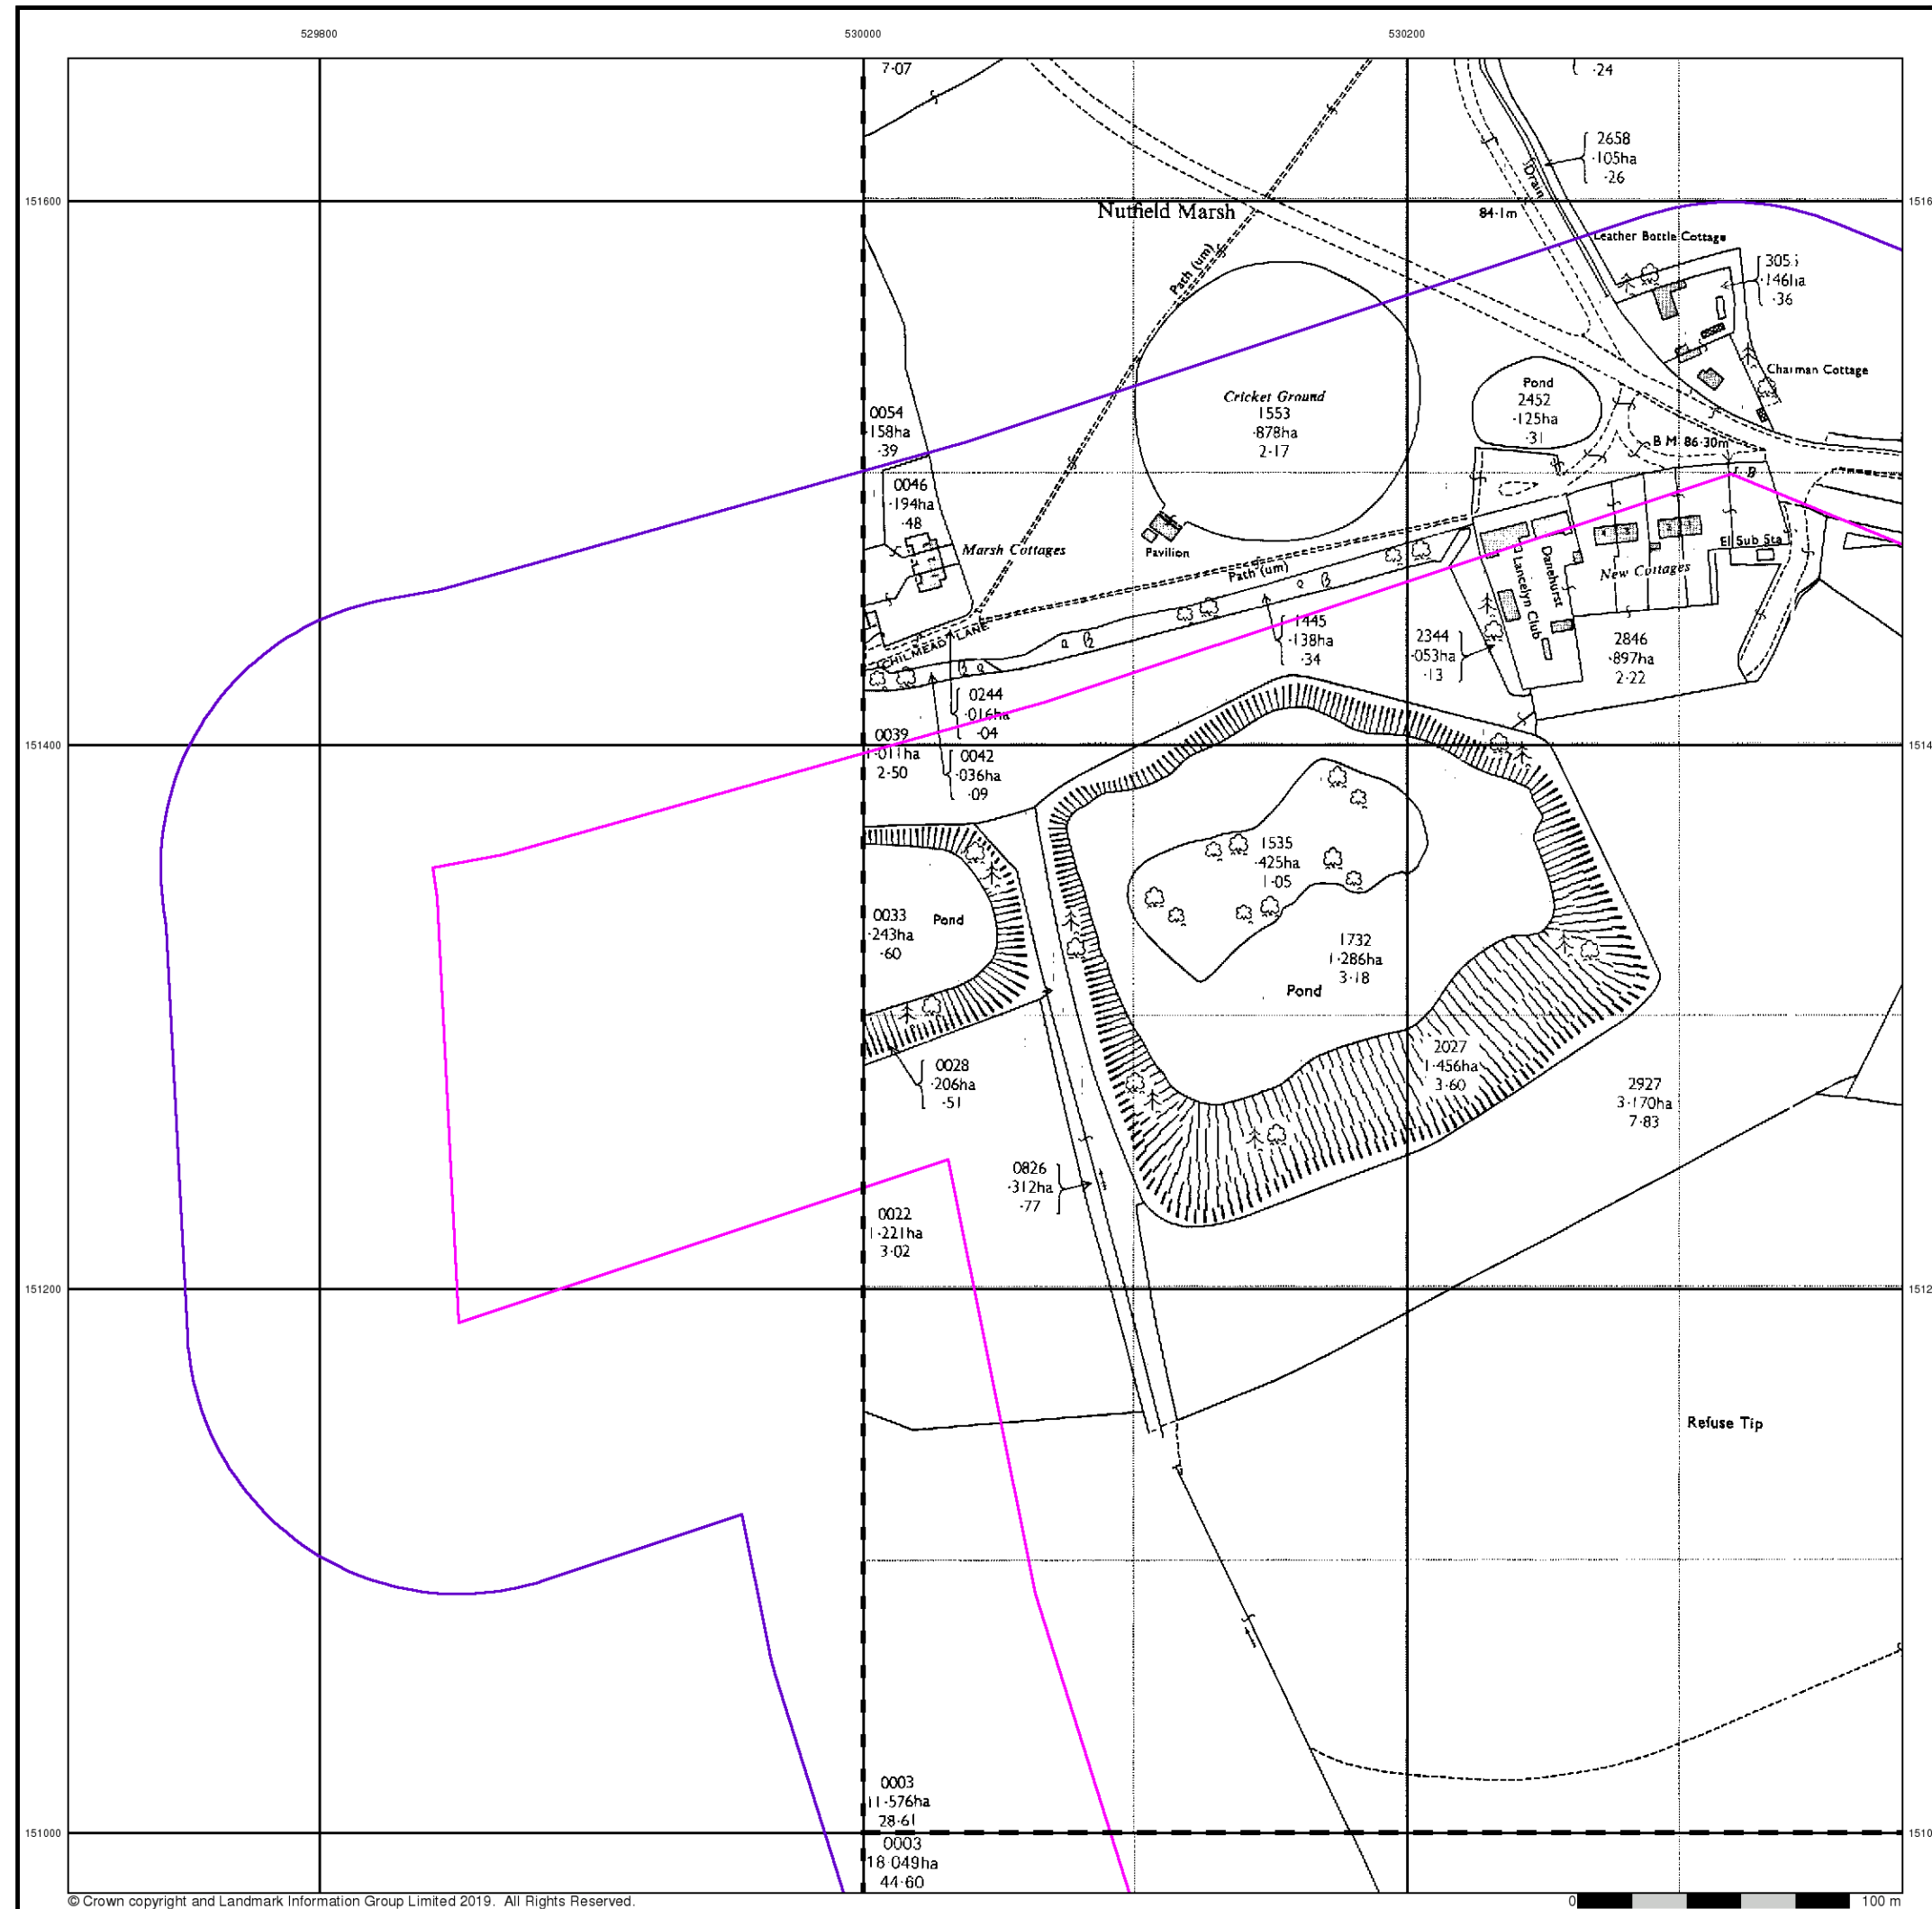 529800
530000
530200
7·07
·24
2658
·105ha
·26
Drain
151600
Nutfield Marsh
84·1m
Leather Bottle Cottage
Path (um)
·146ha
·36
Charman Cottage
Pond
2452
·125ha
·31
Cricket Ground
1553
·878ha
2·17
0054
·158ha
·39
B M 86·30m
0046
·194ha
·48
Marsh Cottages
Pavilion
El Sub Sta
Path (um)
Danehurst
Lancelyn Club
New Cottages
CHILMEAD LANE
1445
·138ha
·34
2344
·053ha
·13
2846
·897ha
2·22
0244
·016ha
·04
151400
0039
1·011ha
2·50
0042
·036ha
·09
1535
·425ha
1·05
0033
·243ha
·60
Pond
1732
1·286ha
3·18
Pond
2027
1·456ha
3·60
0028
·206ha
·51
2927
3·170ha
7·83
0826
·312ha
·77
0022
1·221ha
3·02
151200
Refuse Tip
0003
11·576ha
28·61
151000
0003
18·049ha
44·60
© Crown copyright and Landmark Information Group Limited 2019. All Rights Reserved.
0
100 m